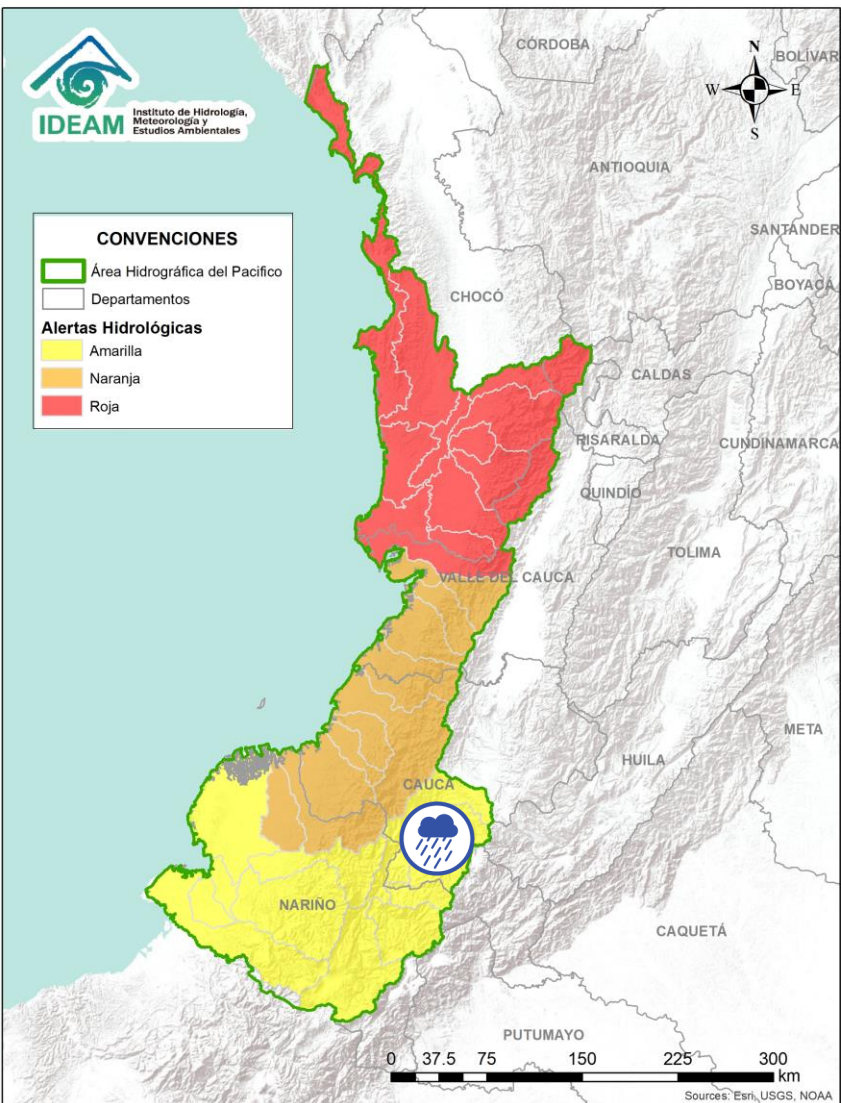 IDEAM
Instituto de Hidrología,
Meteorología y
Estudios Ambientales
CÓRDOBA
BOLÍVAR
N
W
E
S
ANTIOQUIA
SANTANDER
BOYACÁ
CONVENCIONES
Área Hidrográfica del Pacifico
Departamentos
Alertas Hidrológicas
Amarilla
Naranja
Roja
CHOCÓ
CALDAS
RISARALDA
CUNDINAMARCA
QUINDÍO
TOLIMA
VALLE DEL CAUCA
META
HUILA
CAUCA
NARIÑO
CAQUETÁ
PUTUMAYO
0 37.5 75 150 225 300
km
Sources: Esri, USGS, NOAA